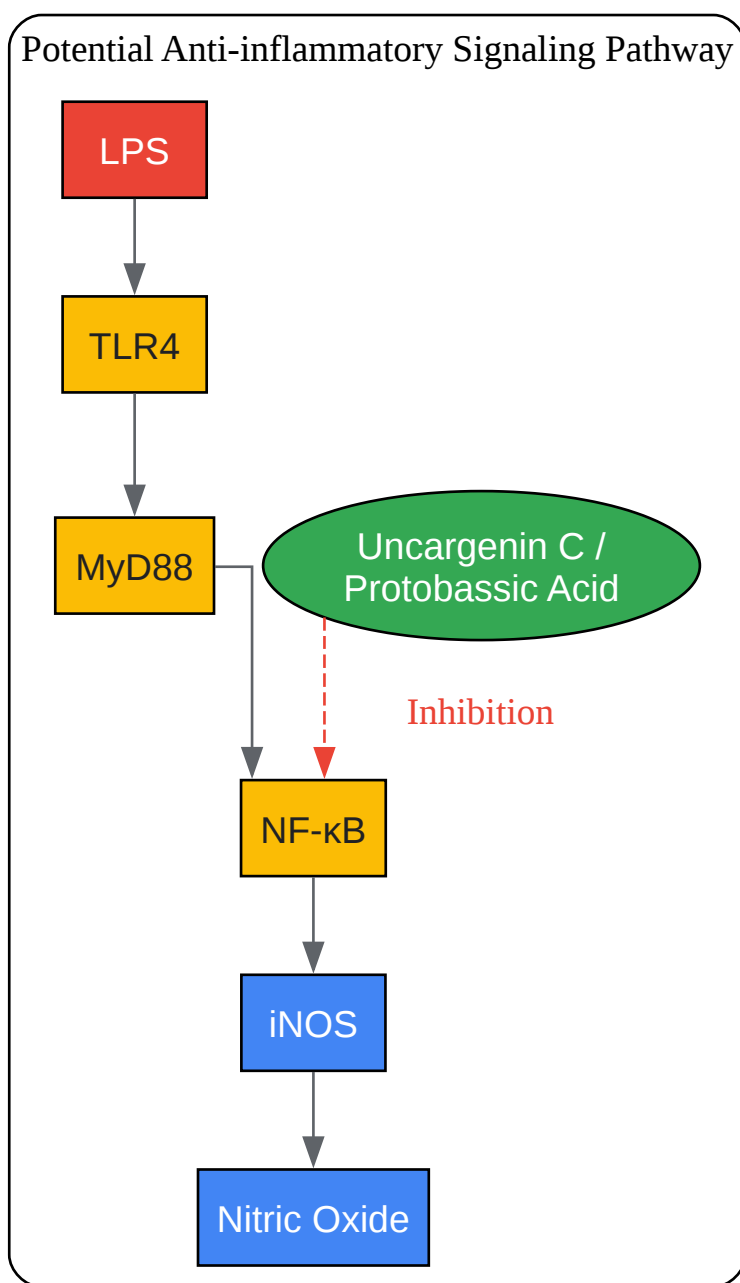 Potential Anti-inflammatory Signaling Pathway
LPS
TLR4
MyD88
Uncargenin C /
Protobassic Acid
Inhibition
NF-κB
iNOS
Nitric Oxide